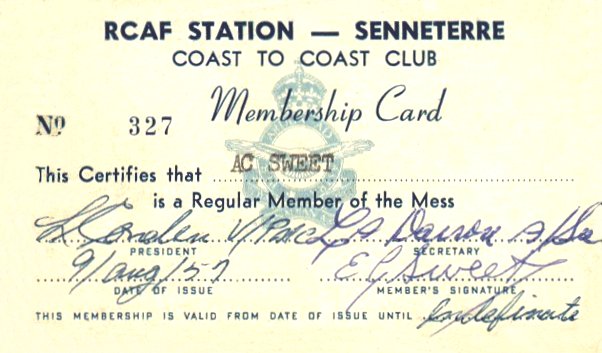 RCAF STATION — SENNETERRE
COAST TO COAST CLUB
Membership Card
Nº 327
This Certifies that AC SWEET
is a Regular Member of the Mess
PRESIDENT SECRETARY
9/Aug/57 E G Sweet
DATE OF ISSUE MEMBER'S SIGNATURE
THIS MEMBERSHIP IS VALID FROM DATE OF ISSUE UNTIL Indefinate